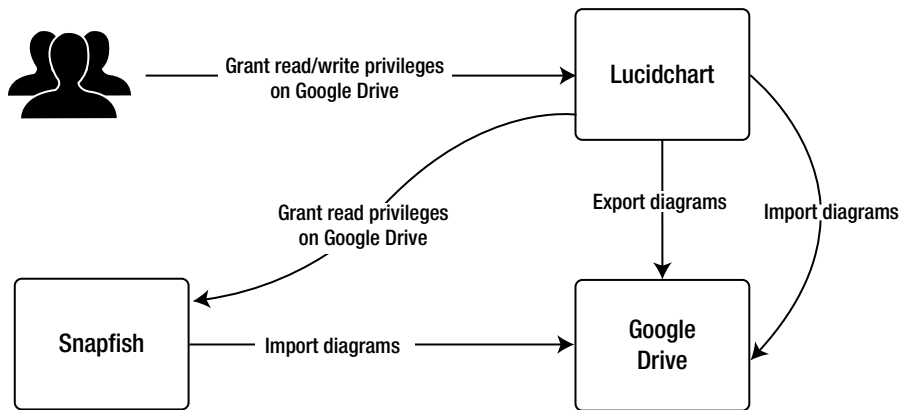 Grant read/write privileges
on Google Drive
Lucidchart
Grant read privileges
on Google Drive
Export diagrams
Import diagrams
Snapfish
Import diagrams
Google
Drive